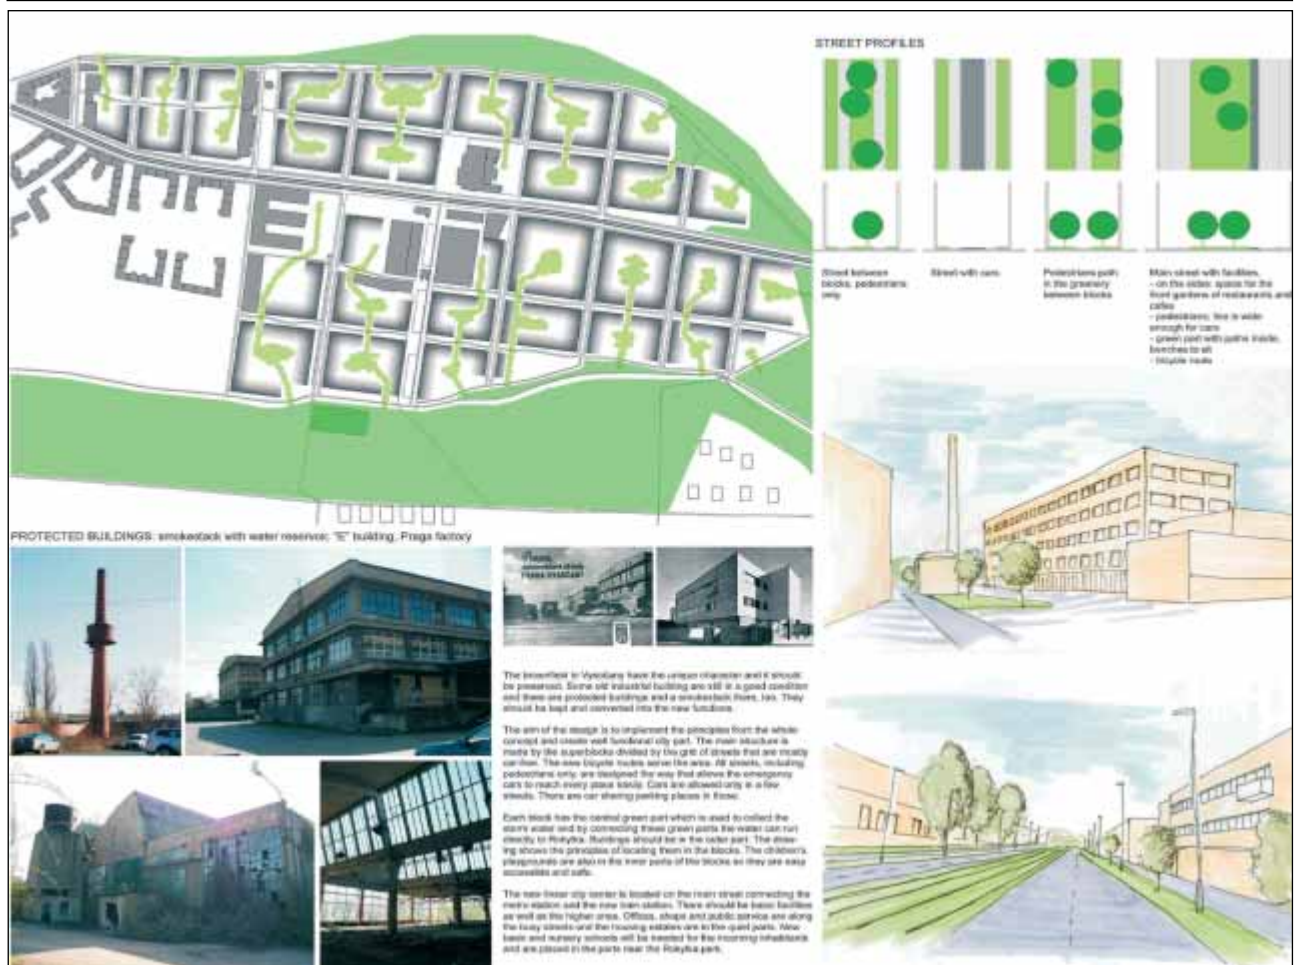 STREET PROFILES
Street between
blocks, pedestrians
only
Street with cars
Pedestrians path
in the greenery
between blocks
Main street with facilities,
- on the sides: space for the
front gardens of restaurants and
cafes
- pedestrians, line is wide
enough for cars
- green part with paths inside,
benches to sit
- bicycle route
PROTECTED BUILDINGS: smokestack with water reservoir, "E" building, Praga factory
The brownfield in Vysočany have the unique character and it should
be preserved. Some old industrial building are still in a good condition
and there are protected buildings and a smokestack there, too. They
should be kept and converted into the new functions.
The aim of the design is to implement the principles from the whole
concept and create well functional city part. The main structure is
made by the superblocks divided by the grid of streets that are mostly
car-free. The new bicycle routes serve the area. All streets, including
pedestrians only, are designed the way that allows the emergency
cars to reach every place easily. Cars are allowed only in a few
streets. There are car sharing parking places in those.
Each block has the central green part which is used to collect the
storm water and by connecting these green parts the water can run
directly to Rokytka. Buildings should be in the outer part. The draw-
ing shows the principles of locating them in the blocks. The children's
playgrounds are also in the inner parts of the blocks so they are easy
accessible and safe.
The new linear city center is located on the main street connecting the
metro station and the new train station. There should be basic facilities
as well as the higher ones. Offices, shops and public service are along
the busy streets and the housing estates are in the quiet parts. New
basic and nursery schools will be needed for the incoming inhabitants
and are placed in the parts near the Rokytka park.